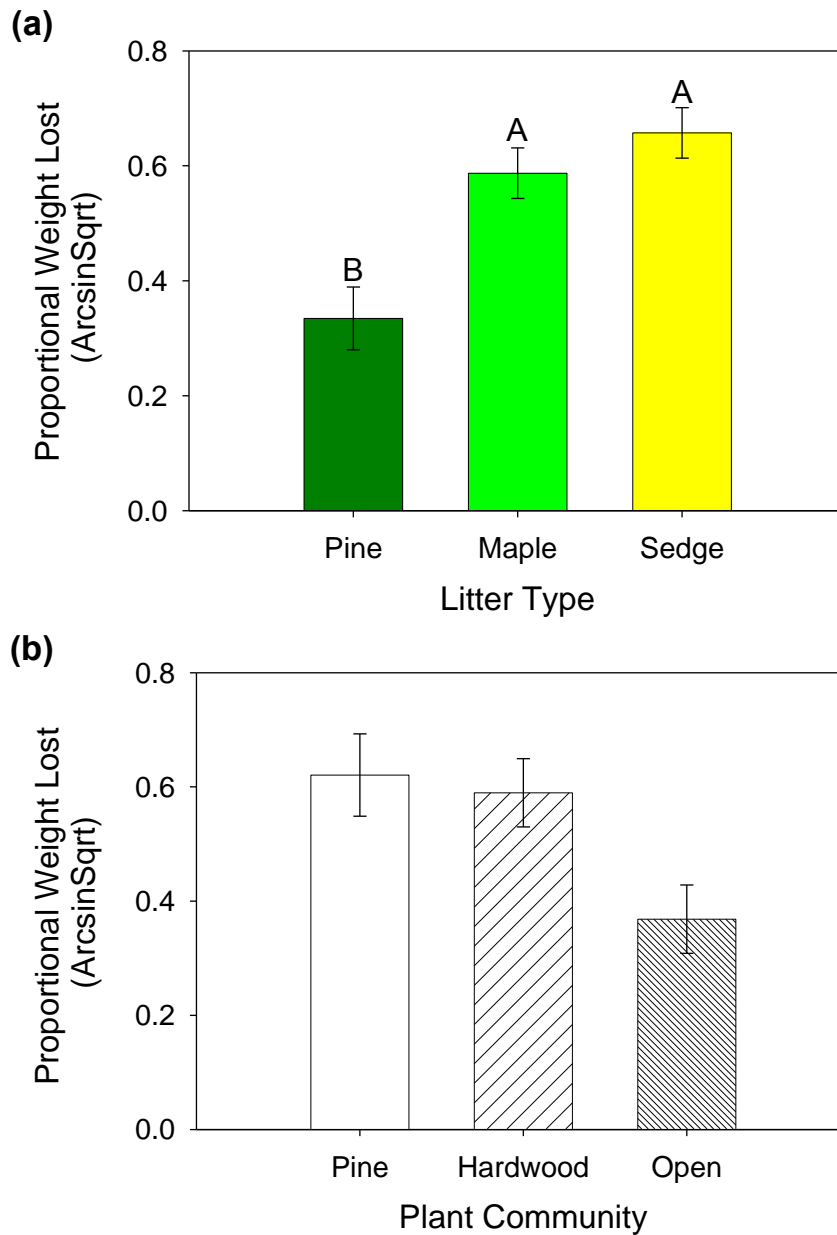 (a)
Proportional Weight Lost
(ArcsinSqrt)
0.8
0.6
0.4
0.2
0.0
B
A
A
Pine
Maple
Sedge
Litter Type
(b)
Proportional Weight Lost
(ArcsinSqrt)
0.8
0.6
0.4
0.2
0.0
Pine
Hardwood
Open
Plant Community